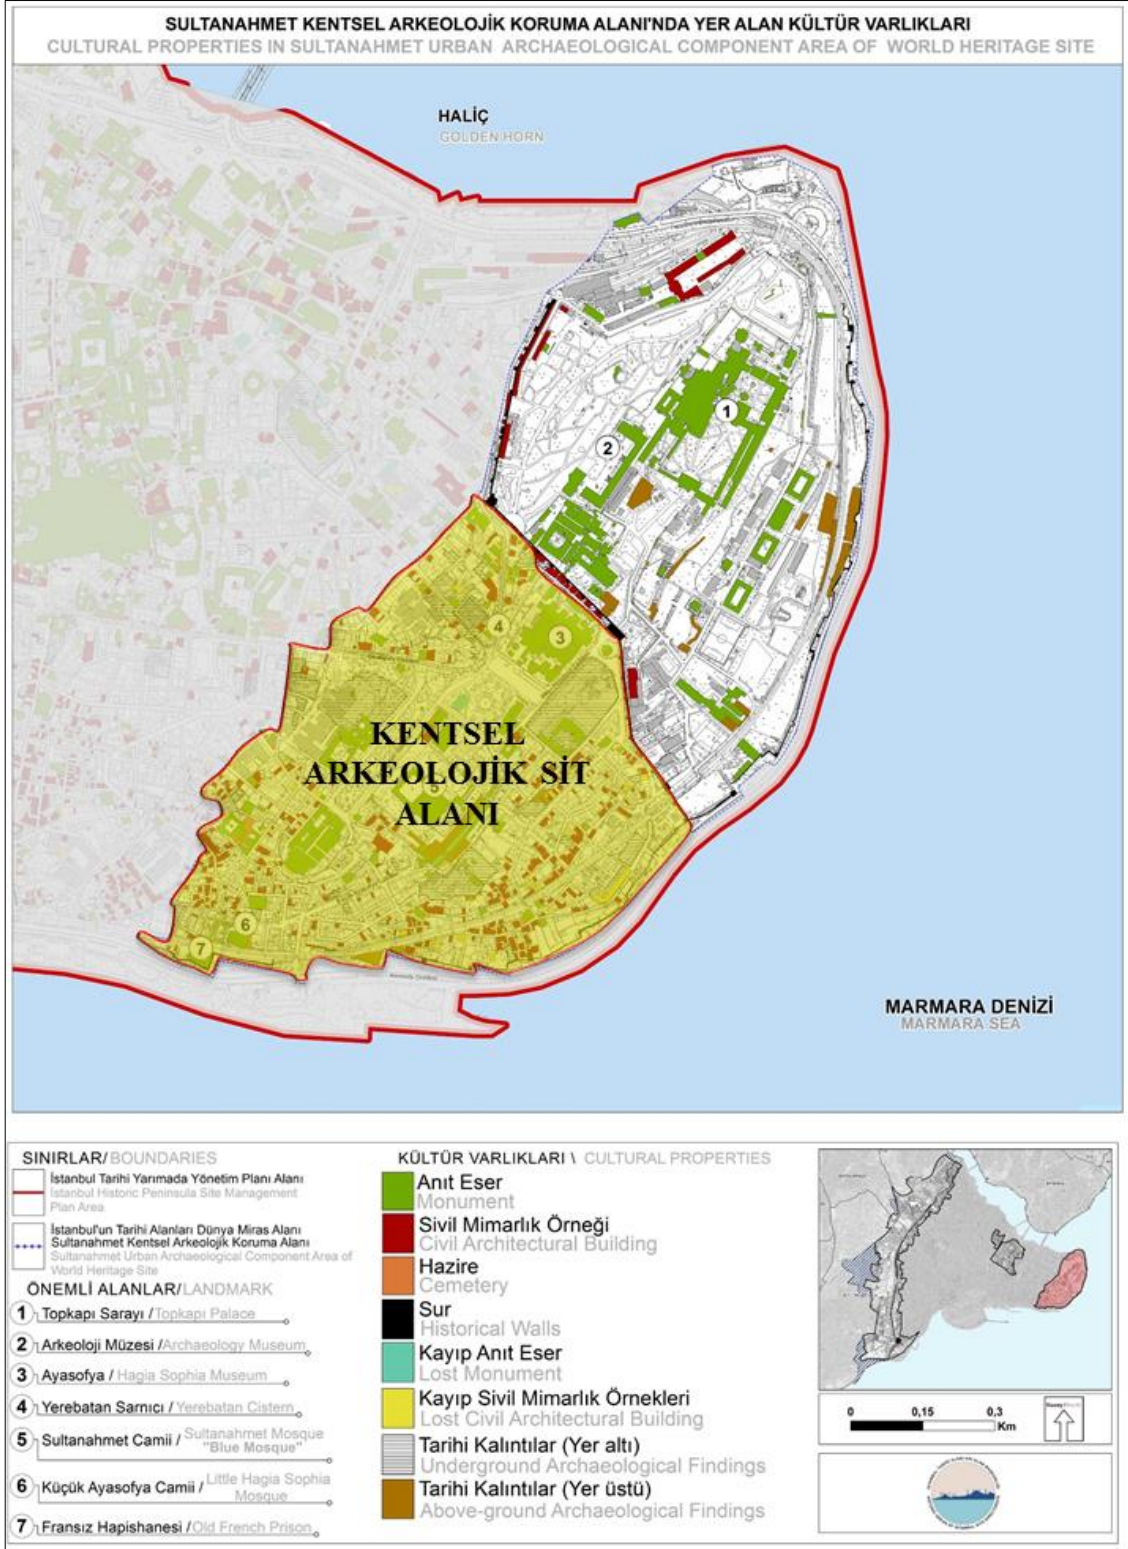 SULTANAHMET KENTSEL ARKEOLOJİK KORUMA ALANI'NDA YER ALAN KÜLTÜR VARLIKLARI
CULTURAL PROPERTIES IN SULTANAHMET URBAN ARCHAEOLOGICAL COMPONENT AREA OF WORLD HERITAGE SITE
HALİÇ
GOLDEN HORN
1
2
3
4
KENTSEL
ARKEOLOJİK SİT
5
ALANI
6
7
MARMARA DENİZİ
MARMARA SEA
SINIRLAR/BOUNDARIES
İstanbul Tarihi Yarımada Yönetim Planı Alanı
İstanbul Historic Peninsula Site Management
Plan Area
İstanbul'un Tarihi Alanları Dünya Miras Alanı
Sultanahmet Kentsel Arkeolojik Koruma Alanı
Sultanahmet Urban Archaeological Component Area of
World Heritage Site
ÖNEMLİ ALANLAR/LANDMARK
1 Topkapı Sarayı /Topkapı Palace
2 Arkeoloji Müzesi /Archaeology Museum
3 Ayasofya / Hagia Sophia Museum
4 Yerebatan Sarnıcı / Yerebatan Cistern
5 Sultanahmet Camii / Sultanahmet Mosque
"Blue Mosque"
6 Küçük Ayasofya Camii / Little Hagia Sophia
Mosque
7 Fransız Hapishanesi /Old French Prison
KÜLTÜR VARLIKLARI \ CULTURAL PROPERTIES
Anıt Eser
Monument
Sivil Mimarlık Örneği
Civil Architectural Building
Hazire
Cemetery
Sur
Historical Walls
Kayıp Anıt Eser
Lost Monument
Kayıp Sivil Mimarlık Örnekleri
Lost Civil Architectural Building
Tarihi Kalıntılar (Yer altı)
Underground Archaeological Findings
Tarihi Kalıntılar (Yer üstü)
Above-ground Archaeological Findings
0 0,15 0,3
Km